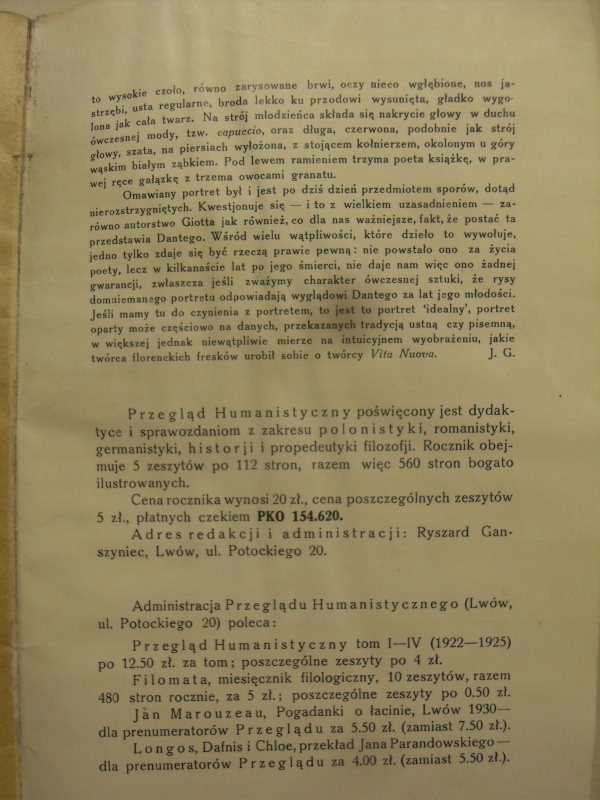 to wysokie czoło, równo zarysowane brwi, oczy nieco wgłębione, nos ja-
strzębi, usta regularne, broda lekko ku przodowi wysunięta, gładko wygo-
lona jak cała twarz. Na strój młodzieńca składa się nakrycie głowy w duchu
ówczesnej mody, tzw. capuccio, oraz długa, czerwona, podobnie jak strój
głowy, szata, na piersiach wyłożona, z stojącem kołnierzem, okolonym u góry
wąskim białym ząbkiem. Pod lewem ramieniem trzyma poeta książkę, w pra-
wej ręce gałązkę z trzema owocami granatu.
Omawiany portret był i jest po dziś dzień przedmiotem sporów, dotąd
nierozstrzygniętych. Kwestjonuje się — i to z wielkiem uzasadnieniem — za-
równo autorstwo Giotta jak również, co dla nas ważniejsze, fakt, że postać ta
przedstawia Dantego. Wśród wielu wątpliwości, które dzieło to wywołuje,
jedno tylko zdaje się być rzeczą prawie pewną: nie powstało ono za życia
poety, lecz w kilkanaście lat po jego śmierci, nie daje nam więc ono żadnej
gwarancji, zwłaszcza jeśli zważymy charakter ówczesnej sztuki, że rysy
domniemanego portretu odpowiadają wyglądowi Dantego za lat jego młodości.
Jeśli mamy tu do czynienia z portretem, to jest to portret ‘idealny’, portret
oparty może częściowo na danych, przekazanych tradycją ustną czy pisemną,
w większej jednak niewątpliwie mierze na intuicyjnem wyobrażeniu, jakie
twórca florenckich fresków urobił sobie o twórcy Vita Nuova. J. G.
Przegląd Humanistyczny poświęcony jest dydak-
tyce i sprawozdaniom z zakresu polonistyki, romanistyki,
germanistyki, historji i propedeutyki filozofji. Rocznik obej-
muje 5 zeszytów po 112 stron, razem więc 560 stron bogato
ilustrowanych.
Cena rocznika wynosi 20 zł., cena poszczególnych zeszytów
5 zł., płatnych czekiem PKO 154.620.
Adres redakcji i administracji: Ryszard Gan-
szyniec, Lwów, ul. Potockiego 20.
Administracja Przeglądu Humanistycznego (Lwów,
ul. Potockiego 20) poleca:
Przegląd Humanistyczny tom I—IV (1922—1925)
po 12.50 zł. za tom; poszczególne zeszyty po 4 zł.
Filomata, miesięcznik filologiczny, 10 zeszytów, razem
480 stron rocznie, za 5 zł.; poszczególne zeszyty po 0.50 zł.
Jan Marouzeau, Pogadanki o łacinie, Lwów 1930—
dla prenumeratorów Przeglądu za 5.50 zł. (zamiast 7.50 zł.).
Longos, Dafnis i Chloe, przekład Jana Parandowskiego —
dla prenumeratorów Przeglądu za 4.00 zł. (zamiast 5.50 zł.).